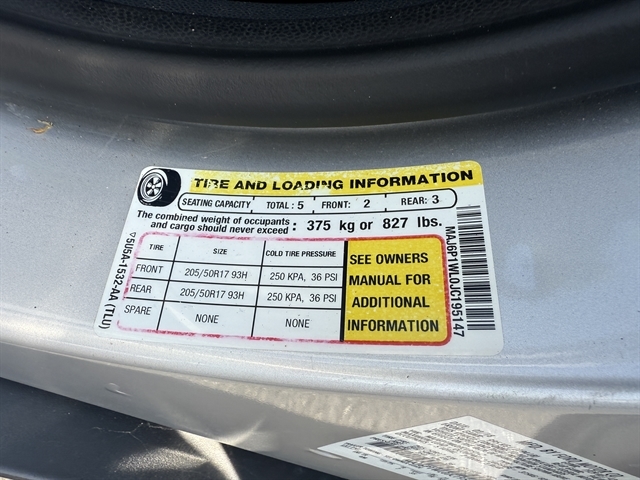 TIRE AND LOADING INFORMATION
SEATING CAPACITY TOTAL: 5 FRONT: 2 REAR: 3
The combined weight of occupants
and cargo should never exceed : 375 kg or 827 lbs.
TIRE SIZE COLD TIRE PRESSURE
FRONT 205/50R17 93H 250 KPA, 36 PSI
REAR 205/50R17 93H 250 KPA, 36 PSI
SPARE NONE NONE
SEE OWNERS
MANUAL FOR
ADDITIONAL
INFORMATION
5U5A-1532-AA (TLU)
MAJ6P1WL0JC195147